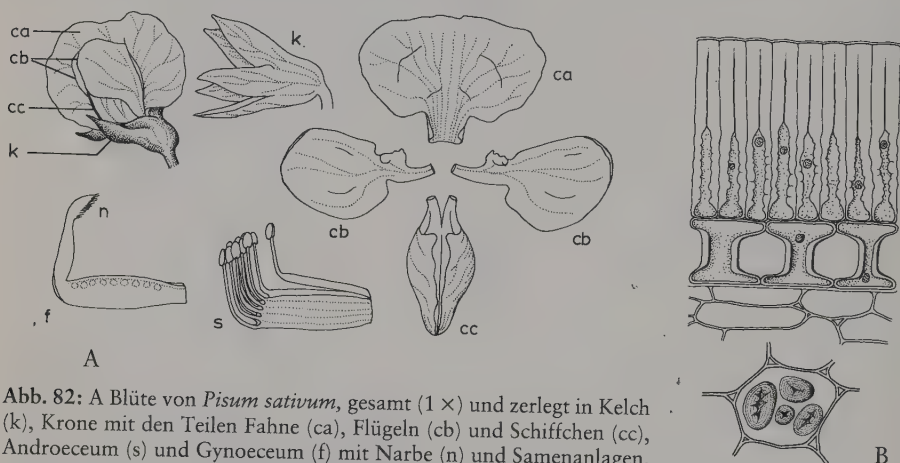 ca
cb
cc
k
k.
ca
cb
cb
n
f
s
cc
A
B
Abb. 82: A Blüte von Pisum sativum, gesamt (1 ×) und zerlegt in Kelch
(k), Krone mit den Teilen Fahne (ca), Flügeln (cb) und Schiffchen (cc),
Androeceum (s) und Gynoeceum (f) mit Narbe (n) und Samenanlagen